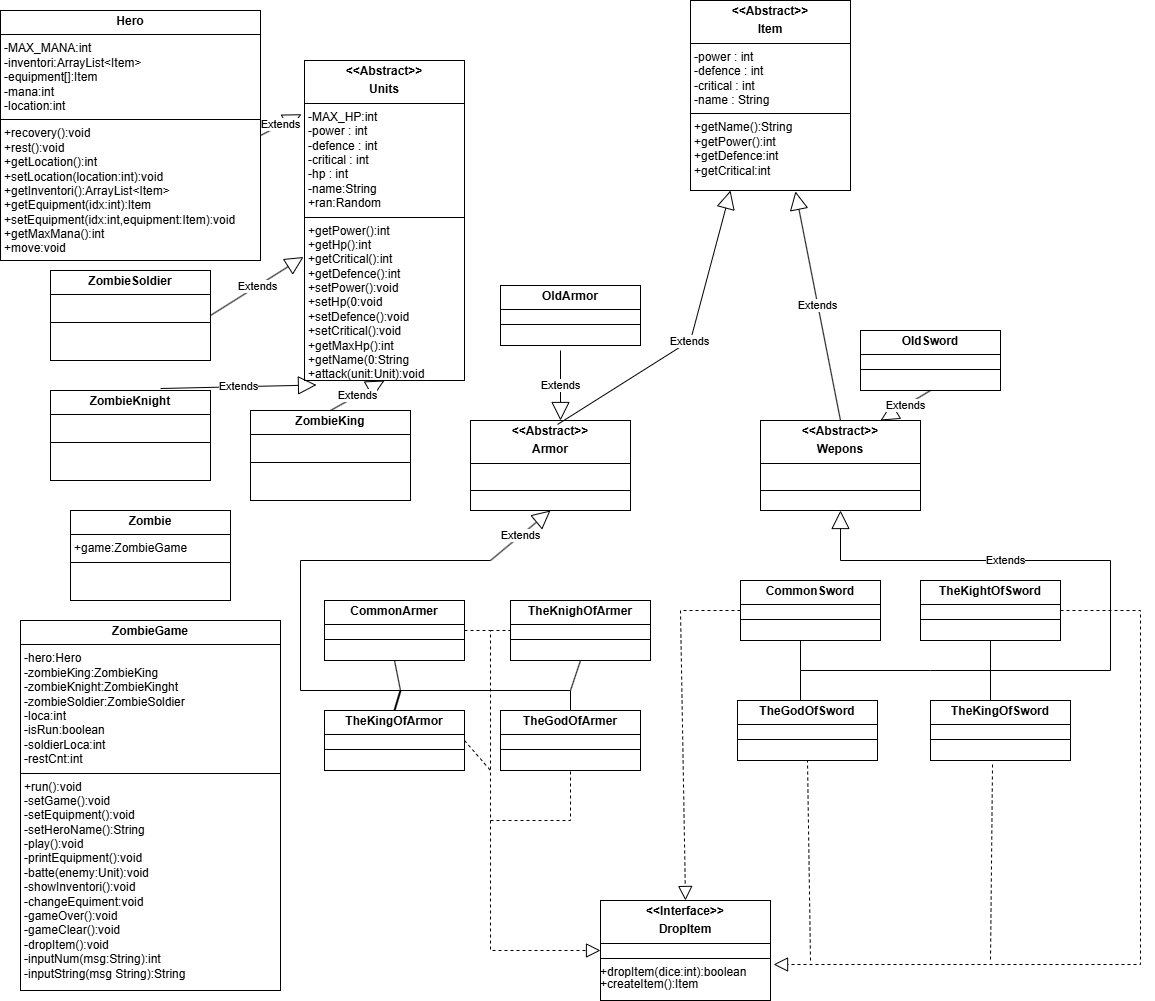 Hero
-MAX_MANA:int
-inventori:ArrayList<Item>
-equipment[]:Item
-mana:int
-location:int
+recovery():void
+rest():void
+getLocation():int
+setLocation(location:int):void
+getInventori():ArrayList<Item>
+getEquipment(idx:int):Item
+setEquipment(idx:int,equipment:Item):void
+getMaxMana():int
+move:void
Extends
<<Abstract>>
Units
-MAX_HP:int
-power : int
-defence : int
-critical : int
-hp : int
-name:String
+ran:Random
+getPower():int
+getHp():int
+getCritical():int
+getDefence():int
+setPower():void
+setHp(0:void
+setDefence():void
+setCritical():void
+getMaxHp():int
+getName(0:String
+attack(unit:Unit):void
<<Abstract>>
Item
-power : int
-defence : int
-critical : int
-name : String
+getName():String
+getPower():int
+getDefence:int
+getCritical:int
ZombieSoldier
Extends
ZombieKnight
Extends
ZombieKing
Extends
OldArmor
Extends
Extends
Extends
OldSword
Extends
<<Abstract>>
Armor
<<Abstract>>
Wepons
Extends
Extends
Zombie
+game:ZombieGame
CommonArmer
TheKnighOfArmer
TheKingOfArmor
TheGodOfArmer
CommonSword
TheKightOfSword
TheGodOfSword
TheKingOfSword
ZombieGame
-hero:Hero
-zombieKing:ZombieKing
-zombieKnight:ZombieKinght
-zombieSoldier:ZombieSoldier
-loca:int
-isRun:boolean
-soldierLoca:int
-restCnt:int
+run():void
-setGame():void
-setEquipment():void
-setHeroName():String
-play():void
-printEquipment():void
-batte(enemy:Unit):void
-showInventori():void
-changeEquiment:void
-gameOver():void
-gameClear():void
-dropItem():void
-inputNum(msg:String):int
-inputString(msg String):String
<<Interface>>
DropItem
+dropItem(dice:int):boolean
+createItem():Item